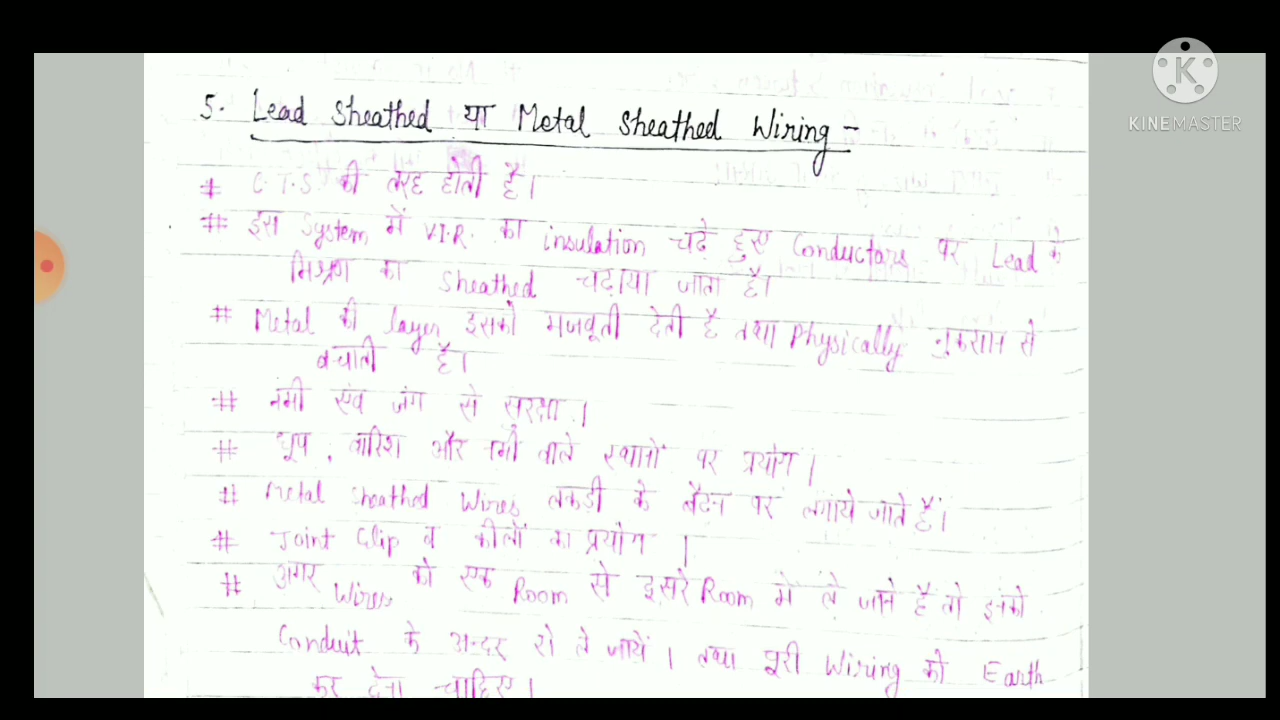 5. Lead Sheathed या Metal Sheathed Wiring -
# C.T.S. की तरह होती है।
# इस System में V.I.R. का insulation चढे हुए Conductors पर Lead के
मिश्रण का Sheathed चढाया जाता है।
# Metal की layer इसको मजबूती देती है तथा Physically नुकसान से
बचाती है।
# नमी एंव जंग से सुरक्षा।
# धूप, बारिश और नमी वाले स्थानों पर प्रयोग।
# Metal Sheathed Wires लकडी के बैटन पर लगाये जाते हैं।
# Joint Clip व कीलों का प्रयोग।
# अगर Wires को एक Room से दूसरे Room में ले जाने है तो इनको
Conduit के अन्दर से ले जायें। तथा पूरी Wiring को Earth
कर देना चाहिए।
K
KINEMASTER